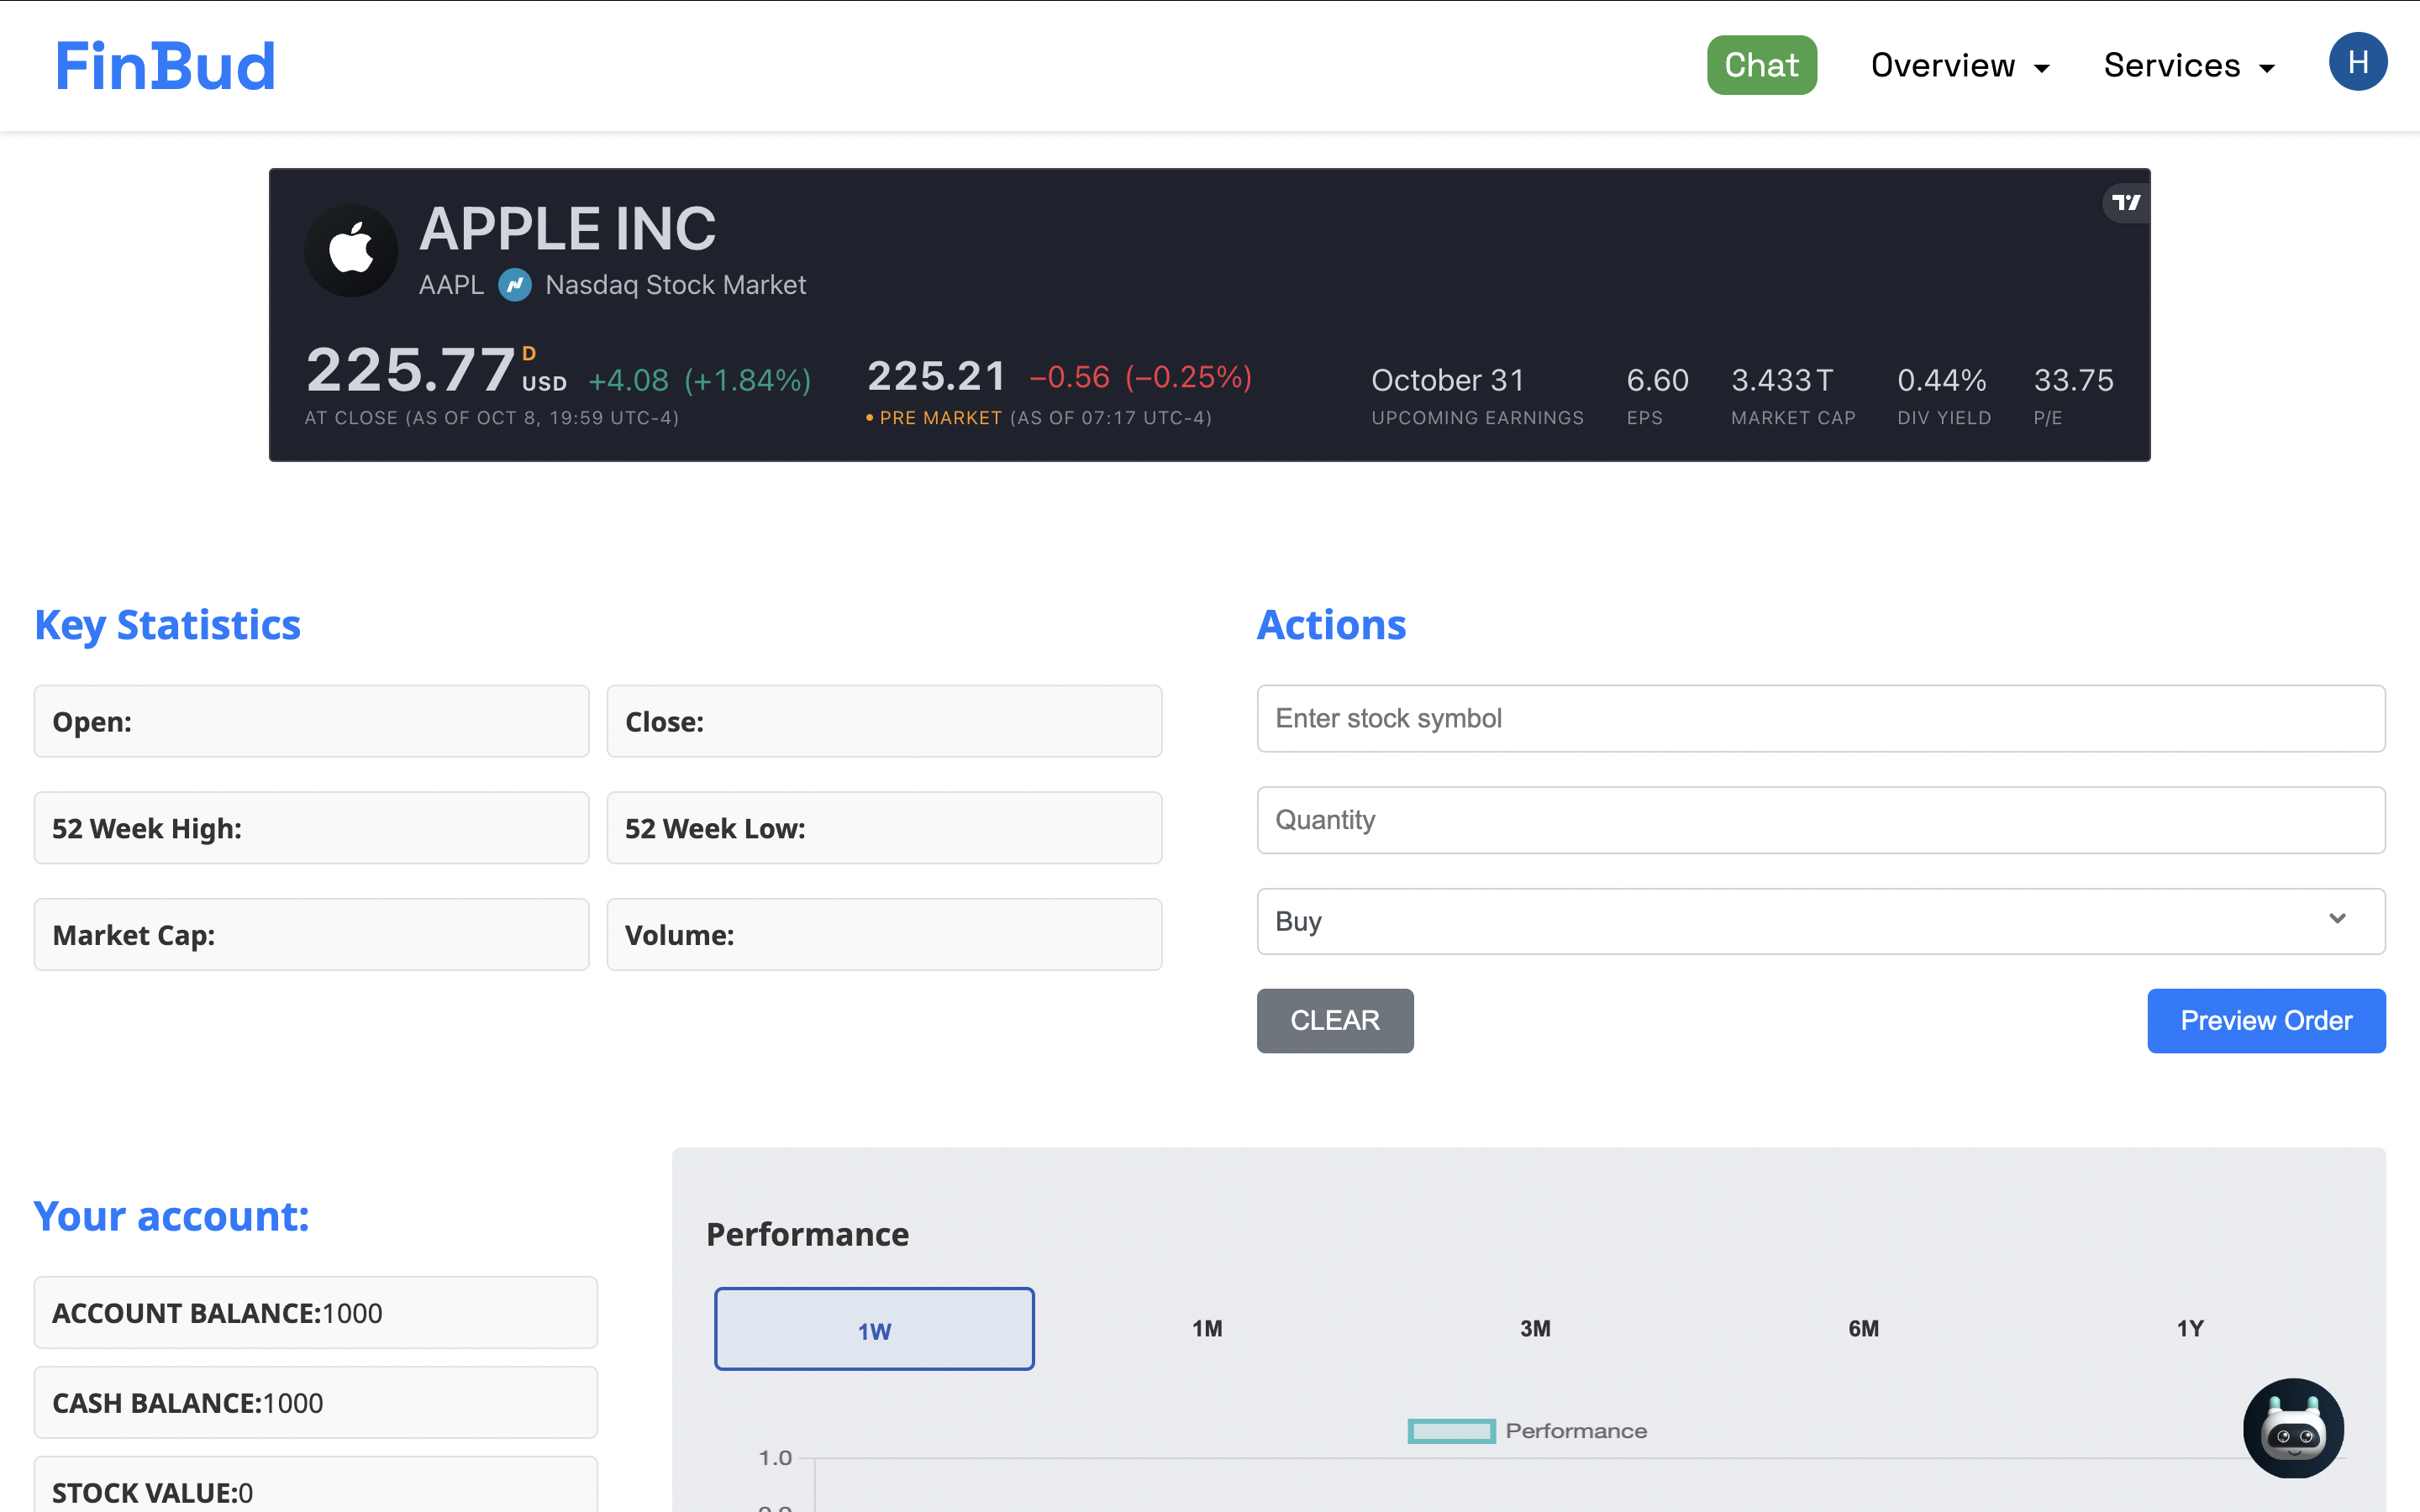 FinBud
Chat
Overview
Services
H
APPLE INC
AAPL Nasdaq Stock Market
225.77 D USD +4.08 (+1.84%)
AT CLOSE (AS OF OCT 8, 19:59 UTC-4)
225.21 −0.56 (−0.25%)
PRE MARKET (AS OF 07:17 UTC-4)
October 31
UPCOMING EARNINGS
6.60
EPS
3.433T
MARKET CAP
0.44%
DIV YIELD
33.75
P/E
Key Statistics
Open:
Close:
52 Week High:
52 Week Low:
Market Cap:
Volume:
Actions
Enter stock symbol
Quantity
Buy
CLEAR
Preview Order
Your account:
ACCOUNT BALANCE:1000
CASH BALANCE:1000
STOCK VALUE:0
Performance
1W
1M
3M
6M
1Y
Performance
1.0